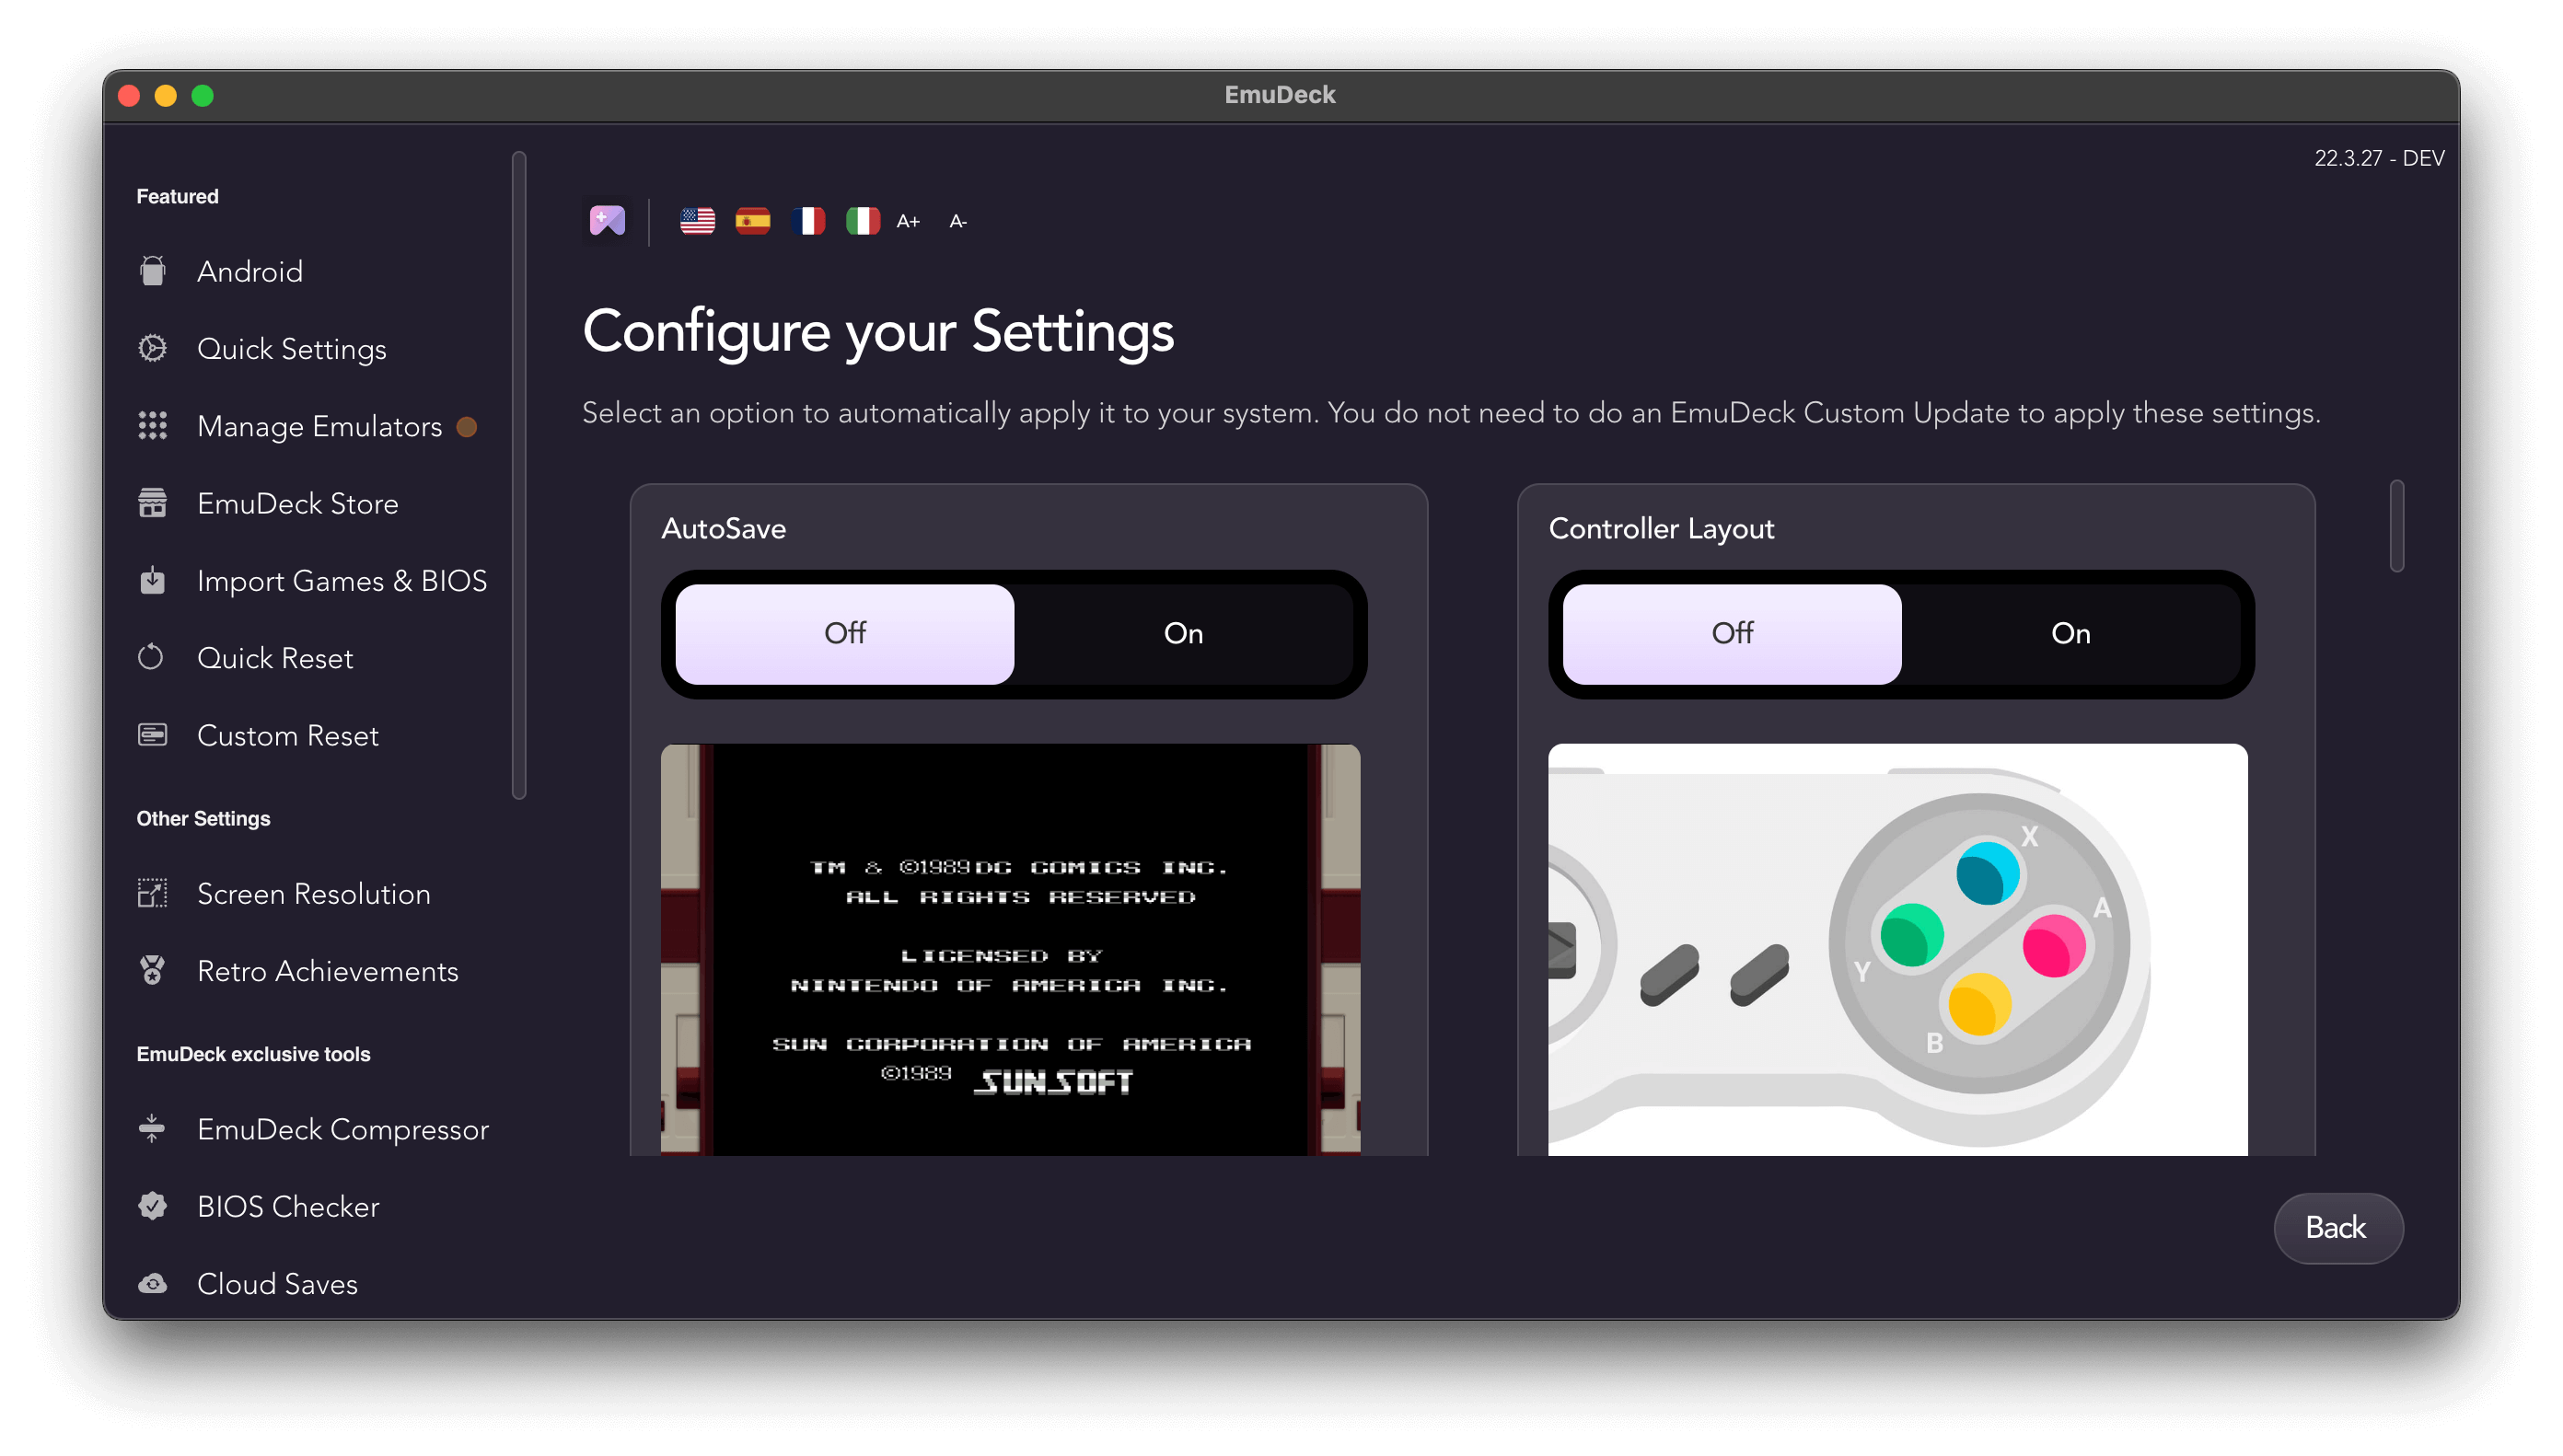 EmuDeck
22.3.27 - DEV
Featured
Android
Quick Settings
Manage Emulators
EmuDeck Store
Import Games & BIOS
Quick Reset
Custom Reset
Other Settings
Screen Resolution
Retro Achievements
EmuDeck exclusive tools
EmuDeck Compressor
BIOS Checker
Cloud Saves
A+ A-
Configure your Settings
Select an option to automatically apply it to your system. You do not need to do an EmuDeck Custom Update to apply these settings.
AutoSave
Off On
TM & ©1989 DC COMICS INC.
ALL RIGHTS RESERVED
LICENSED BY
NINTENDO OF AMERICA INC.
SUN CORPORATION OF AMERICA
©1989 SUNSOFT
Controller Layout
Off On
X
A
Y
B
Back